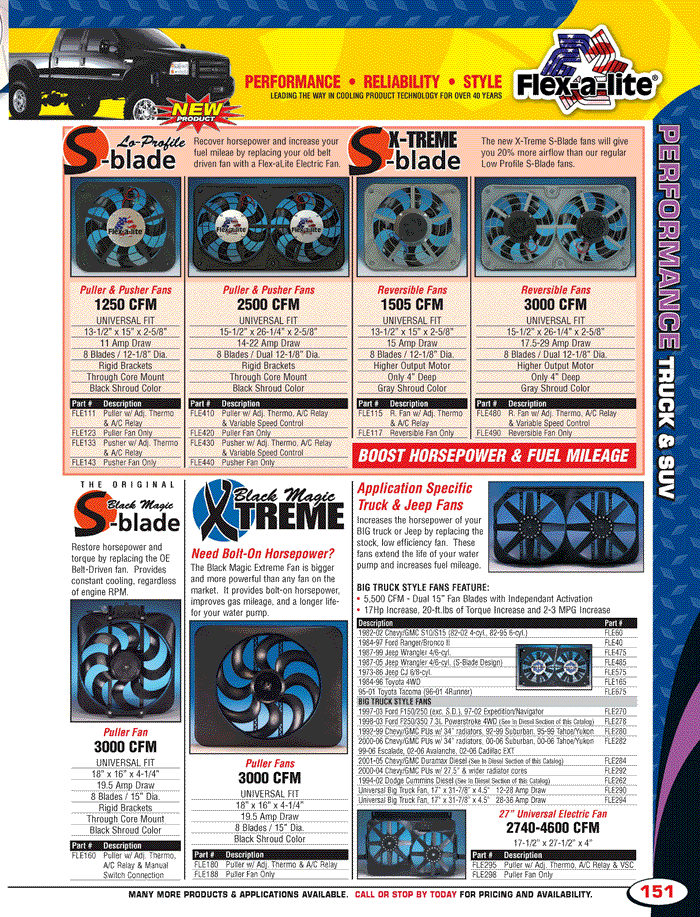 PERFORMANCE • RELIABILITY • STYLE
LEADING THE WAY IN COOLING PRODUCT TECHNOLOGY FOR OVER 40 YEARS
Flex-a-lite®
NEW
PRODUCT
PERFORMANCE TRUCK & SUV
Lo-Profile
S-blade
Recover horsepower and increase your
fuel mileae by replacing your old belt
driven fan with a Flex-aLite Electric Fan.
X-TREME
S-blade
The new X-Treme S-Blade fans will give
you 20% more airflow than our regular
Low Profile S-Blade fans.
Flex-a-lite
Flex-a-lite
Flex-a-lite
Puller & Pusher Fans
1250 CFM
UNIVERSAL FIT
13-1/2" x 15" x 2-5/8"
11 Amp Draw
8 Blades / 12-1/8" Dia.
Rigid Brackets
Through Core Mount
Black Shroud Color
Part # Description
FLE111 Puller w/ Adj. Thermo
& A/C Relay
FLE123 Puller Fan Only
FLE133 Pusher w/ Adj. Thermo
& A/C Relay
FLE143 Pusher Fan Only
Puller & Pusher Fans
2500 CFM
UNIVERSAL FIT
15-1/2" x 26-1/4" x 2-5/8"
14-22 Amp Draw
8 Blades / Dual 12-1/8" Dia.
Rigid Brackets
Through Core Mount
Black Shroud Color
Part # Description
FLE410 Puller w/ Adj. Thermo, A/C Relay
& Variable Speed Control
FLE420 Puller Fan Only
FLE430 Pusher w/ Adj. Thermo, A/C Relay
& Variable Speed Control
FLE440 Pusher Fan Only
Reversible Fans
1505 CFM
UNIVERSAL FIT
13-1/2" x 15" x 2-5/8"
15 Amp Draw
8 Blades / 12-1/8" Dia.
Higher Output Motor
Only 4" Deep
Gray Shroud Color
Part # Description
FLE115 R. Fan w/ Adj. Thermo
& A/C Relay
FLE117 Reversible Fan Only
Reversible Fans
3000 CFM
UNIVERSAL FIT
15-1/2" x 26-1/4" x 2-5/8"
17.5-29 Amp Draw
8 Blades / Dual 12-1/8" Dia.
Higher Output Motor
Only 4" Deep
Gray Shroud Color
Part # Description
FLE480 R. Fan w/ Adj. Thermo, A/C Relay
& Variable Speed Control
FLE490 Reversible Fan Only
BOOST HORSEPOWER & FUEL MILEAGE
THE ORIGINAL
Black Magic
S-blade
Restore horsepower and
torque by replacing the OE
Belt-Driven fan. Provides
constant cooling, regardless
of engine RPM.
Puller Fan
3000 CFM
UNIVERSAL FIT
18" x 16" x 4-1/4"
19.5 Amp Draw
8 Blades / 15" Dia.
Rigid Brackets
Through Core Mount
Black Shroud Color
Part # Description
FLE160 Puller w/ Adj. Thermo,
A/C Relay & Manual
Switch Connection
Black Magic
XTREME
Need Bolt-On Horsepower?
The Black Magic Extreme Fan is bigger
and more powerful than any fan on the
market. It provides bolt-on horsepower,
improves gas mileage, and a longer life-
for your water pump.
Puller Fans
3000 CFM
UNIVERSAL FIT
18" x 16" x 4-1/4"
19.5 Amp Draw
8 Blades / 15" Dia.
Black Shroud Color
Part # Description
FLE180 Puller w/ Adj. Thermo & A/C Relay
FLE188 Puller Fan Only
Application Specific
Truck & Jeep Fans
Increases the horsepower of your
BIG truck or Jeep by replacing the
stock, low efficiency fan. These
fans extend the life of your water
pump and increases fuel mileage.
BIG TRUCK STYLE FANS FEATURE:
• 5,500 CFM - Dual 15" Fan Blades with Independant Activation
• 17Hp Increase, 20-ft.lbs of Torque Increase and 2-3 MPG Increase
Description Part #
1982-02 Chevy/GMC S10/S15 (82-02 4-cyl., 82-95 6-cyl.) FLE60
1984-97 Ford Ranger/Bronco II FLE40
1987-99 Jeep Wrangler 4/6-cyl. FLE475
1987-05 Jeep Wrangler 4/6-cyl. (S-Blade Design) FLE485
1973-86 Jeep CJ 6/8-cyl. FLE575
1984-96 Toyota 4WD FLE165
95-01 Toyota Tacoma (96-01 4Runner) FLE675
BIG TRUCK STYLE FANS
1997-03 Ford F150/250 (exc. S.D.), 97-02 Expedition/Navigator FLE270
1998-03 Ford F250/350 7.3L Powerstroke 4WD (See In Diesel Section of this Catalog) FLE278
1992-99 Chevy/GMC PUs w/ 34" radiators, 92-99 Suburban, 95-99 Tahoe/Yukon FLE280
2000-06 Chevy/GMC PUs w/ 34" radiators, 00-06 Suburban, 00-06 Tahoe/Yukon FLE282
99-06 Escalade, 02-06 Avalanche, 02-06 Cadillac EXT
2001-05 Chevy/GMC Duramax Diesel (See In Diesel Section of this Catalog) FLE284
2000-04 Chevy/GMC PUs w/ 27.5" & wider radiator cores FLE292
1994-02 Dodge Cummins Diesel (See In Diesel Section of this Catalog) FLE262
Universal Big Truck Fan, 17" x 31-7/8" x 4.5" 12-28 Amp Draw FLE290
Universal Big Truck Fan, 17" x 31-7/8" x 4.5" 28-36 Amp Draw FLE294
27" Universal Electric Fan
2740-4600 CFM
17-1/2" x 27-1/2" x 4"
Part # Description
FLE295 Puller w/ Adj. Thermo, A/C Relay & VSC
FLE298 Puller Fan Only
MANY MORE PRODUCTS & APPLICATIONS AVAILABLE. CALL OR STOP BY TODAY FOR PRICING AND AVAILABILITY.
151